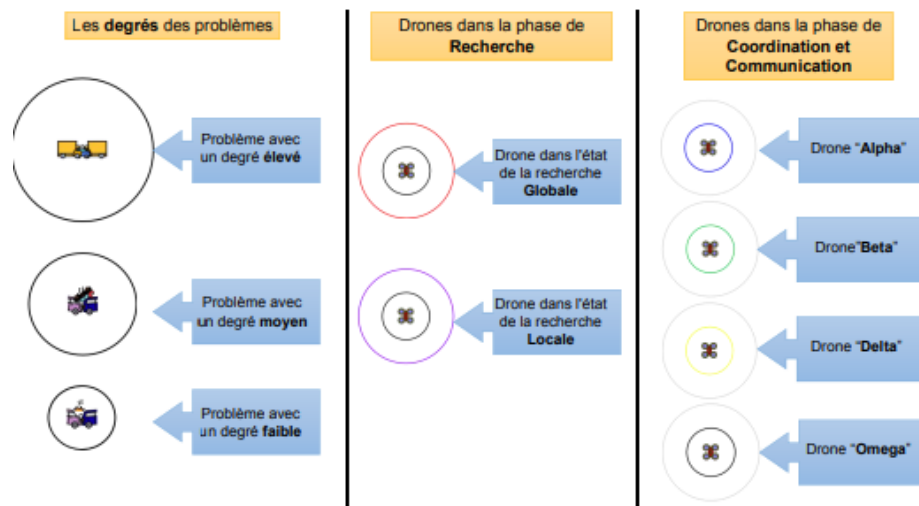 Les degrés des problèmes
Problème avec
un degré élevé
Problème avec
un degré moyen
Problème avec
un degré faible
Drones dans la phase de
Recherche
Drone dans l'état
de la recherche
Globale
Drone dans l'état
de la recherche
Locale
Drones dans la phase de
Coordination et
Communication
Drone “Alpha”
Drone”Beta”
Drone “Delta”
Drone “Omega”